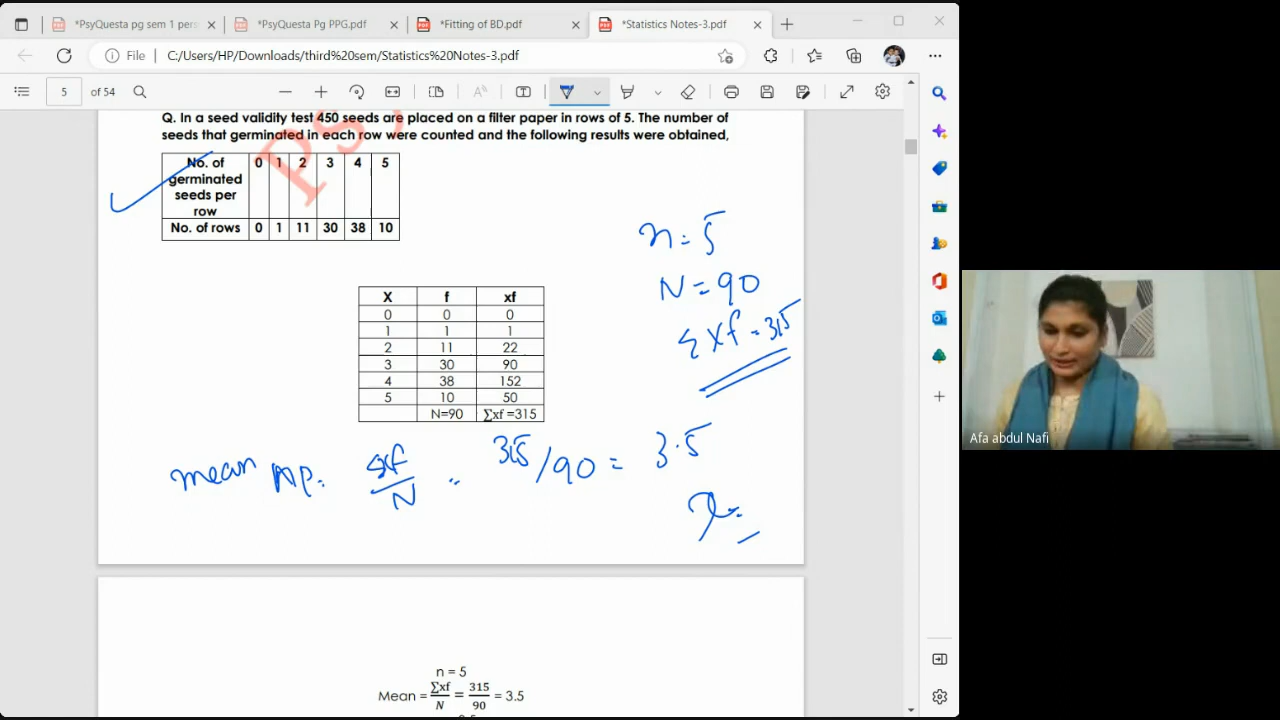 *PsyQuesta pg sem 1 pers
*PsyQuesta Pg PPG.pdf
*Fitting of BD.pdf
*Statistics Notes-3.pdf
File
C:/Users/HP/Downloads/third%20sem/Statistics%20Notes-3.pdf
5 of 54
Q. In a seed validity test 450 seeds are placed on a filter paper in rows of 5. The number of
seeds that germinated in each row were counted and the following results were obtained,
No. of germinated seeds per row 0 1 2 3 4 5
No. of rows 0 1 11 30 38 10
n = 5
N = 90
Σxf = 315
X f xf
0 0 0
1 1 1
2 11 22
3 30 90
4 38 152
5 10 50
N=90 ∑xf =315
mean np = Σxf/N = 315/90 = 3.5
n = 5
Mean = ∑xf/N = 315/90 = 3.5
Afa abdul Nafi